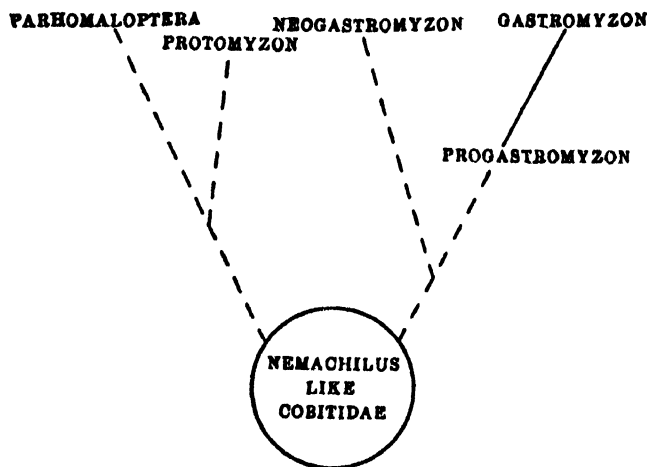 PARHOMALOPTERA
PROTOMYZON
NEOGASTROMYZON
GASTROMYZON
PROGASTROMYZON
NEMACHILUS
LIKE
COBITIDAE